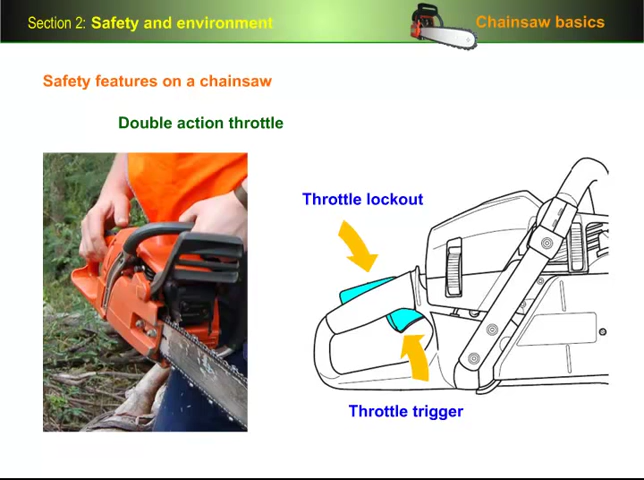 Section 2: Safety and environment
Chainsaw basics
Safety features on a chainsaw
Double action throttle
Throttle lockout
Throttle trigger